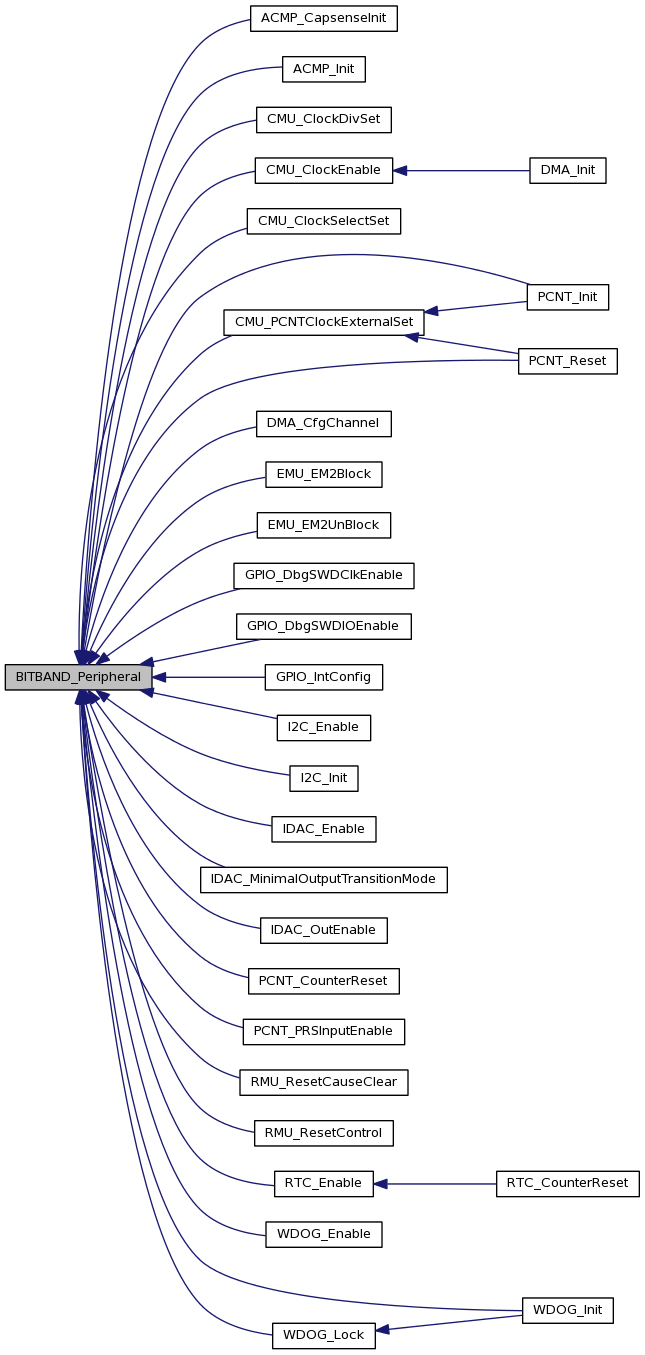 ACMP_CapsenseInit
ACMP_Init
CMU_ClockDivSet
CMU_ClockEnable
DMA_Init
CMU_ClockSelectSet
PCNT_Init
CMU_PCNTClockExternalSet
PCNT_Reset
DMA_CfgChannel
EMU_EM2Block
EMU_EM2UnBlock
GPIO_DbgSWDClkEnable
GPIO_DbgSWDIOEnable
BITBAND_Peripheral
GPIO_IntConfig
I2C_Enable
I2C_Init
IDAC_Enable
IDAC_MinimalOutputTransitionMode
IDAC_OutEnable
PCNT_CounterReset
PCNT_PRSInputEnable
RMU_ResetCauseClear
RMU_ResetControl
RTC_Enable
RTC_CounterReset
WDOG_Enable
WDOG_Init
WDOG_Lock